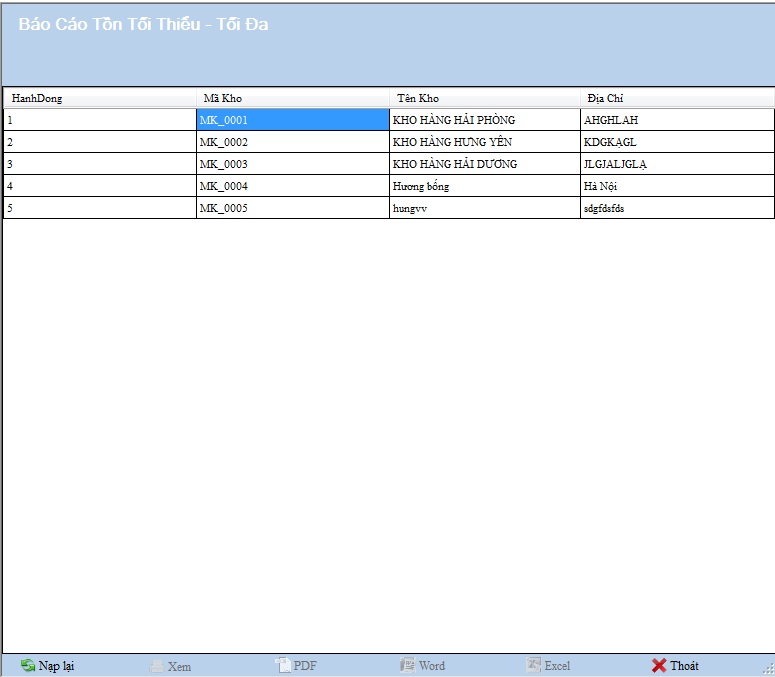 Báo Cáo Tồn Tối Thiểu - Tối Đa
HanhDong Mã Kho Tên Kho Địa Chỉ
1 MK_0001 KHO HÀNG HẢI PHÒNG AHGHLAH
2 MK_0002 KHO HÀNG HƯNG YÊN KDGKẠGL
3 MK_0003 KHO HÀNG HẢI DƯƠNG JLGJALJGLẠ
4 MK_0004 Hương bống Hà Nội
5 MK_0005 hungvv sdgfdsfds
Nạp lại Xem PDF Word Excel Thoát